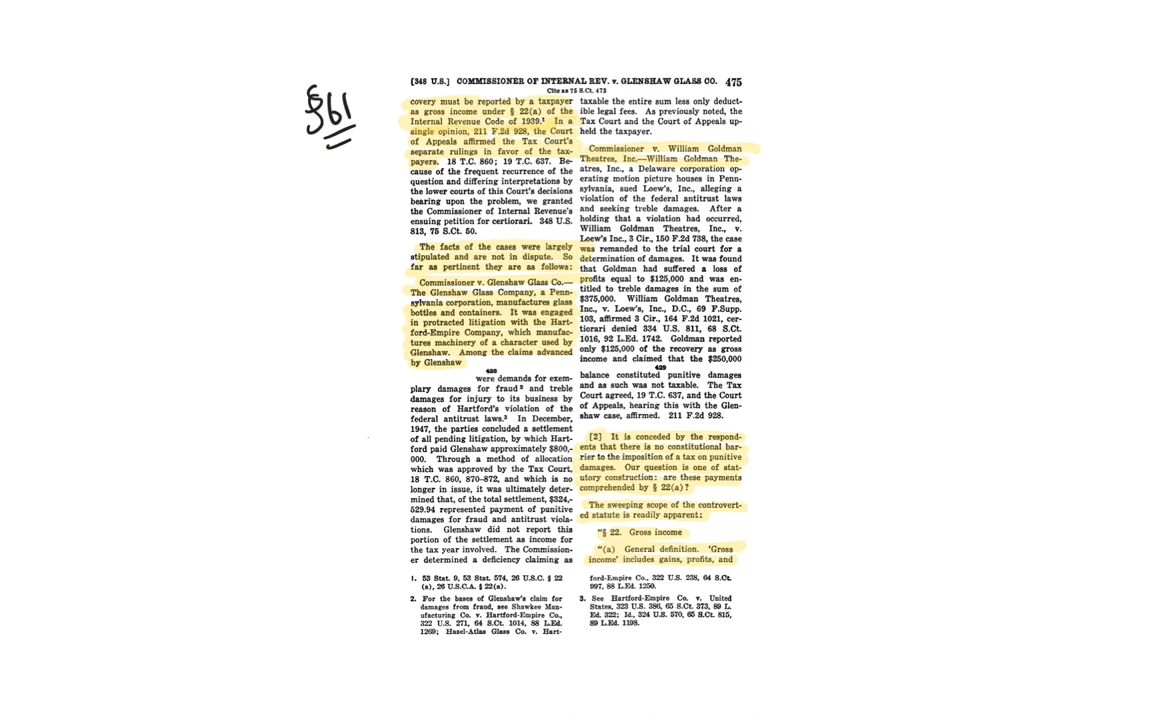 §61
[348 U.S.] COMMISSIONER OF INTERNAL REV. v. GLENSHAW GLASS CO. 475
Cite as 75 S.Ct. 473
covery must be reported by a taxpayer
as gross income under § 22(a) of the
Internal Revenue Code of 1939.¹ In a
single opinion, 211 F.2d 928, the Court
of Appeals affirmed the Tax Court's
separate rulings in favor of the tax-
payers. 18 T.C. 860; 19 T.C. 637. Be-
cause of the frequent recurrence of the
question and differing interpretations by
the lower courts of this Court's decisions
bearing upon the problem, we granted
the Commissioner of Internal Revenue's
ensuing petition for certiorari. 348 U.S.
813, 75 S.Ct. 50.
The facts of the cases were largely
stipulated and are not in dispute. So
far as pertinent they are as follows:
Commissioner v. Glenshaw Glass Co.—
The Glenshaw Glass Company, a Penn-
sylvania corporation, manufactures glass
bottles and containers. It was engaged
in protracted litigation with the Hart-
ford-Empire Company, which manufac-
tures machinery of a character used by
Glenshaw. Among the claims advanced
by Glenshaw
428
were demands for exem-
plary damages for fraud² and treble
damages for injury to its business by
reason of Hartford's violation of the
federal antitrust laws.³ In December,
1947, the parties concluded a settlement
of all pending litigation, by which Hart-
ford paid Glenshaw approximately $800,-
000. Through a method of allocation
which was approved by the Tax Court,
18 T.C. 860, 870–872, and which is no
longer in issue, it was ultimately deter-
mined that, of the total settlement, $324,-
529.94 represented payment of punitive
damages for fraud and antitrust viola-
tions. Glenshaw did not report this
portion of the settlement as income for
the tax year involved. The Commission-
er determined a deficiency claiming as
taxable the entire sum less only deduct-
ible legal fees. As previously noted, the
Tax Court and the Court of Appeals up-
held the taxpayer.
Commissioner v. William Goldman
Theatres, Inc.—William Goldman The-
atres, Inc., a Delaware corporation op-
erating motion picture houses in Penn-
sylvania, sued Loew's, Inc., alleging a
violation of the federal antitrust laws
and seeking treble damages. After a
holding that a violation had occurred,
William Goldman Theatres, Inc., v.
Loew's Inc., 3 Cir., 150 F.2d 738, the case
was remanded to the trial court for a
determination of damages. It was found
that Goldman had suffered a loss of
profits equal to $125,000 and was en-
titled to treble damages in the sum of
$375,000. William Goldman Theatres,
Inc., v. Loew's, Inc., D.C., 69 F.Supp.
103, affirmed 3 Cir., 164 F.2d 1021, cer-
tiorari denied 334 U.S. 811, 68 S.Ct.
1016, 92 L.Ed. 1742. Goldman reported
only $125,000 of the recovery as gross
income and claimed that the $250,000
429
balance constituted punitive damages
and as such was not taxable. The Tax
Court agreed, 19 T.C. 637, and the Court
of Appeals, hearing this with the Glen-
shaw case, affirmed. 211 F.2d 928.
[2] It is conceded by the respond-
ents that there is no constitutional bar-
rier to the imposition of a tax on punitive
damages. Our question is one of stat-
utory construction: are these payments
comprehended by § 22(a)?
The sweeping scope of the controvert-
ed statute is readily apparent:
"§ 22. Gross income
"(a) General definition. 'Gross
income' includes gains, profits, and
1. 53 Stat. 9, 53 Stat. 574, 26 U.S.C. § 22
(a), 26 U.S.C.A. § 22(a).
2. For the bases of Glenshaw's claim for
damages from fraud, see Shawkee Man-
ufacturing Co. v. Hartford-Empire Co.,
322 U.S. 271, 64 S.Ct. 1014, 88 L.Ed.
1269; Hazel-Atlas Glass Co. v. Hart-
ford-Empire Co., 322 U.S. 238, 64 S.Ct.
997, 88 L.Ed. 1250.
3. See Hartford-Empire Co. v. United
States, 323 U.S. 386, 65 S.Ct. 373, 89 L.
Ed. 322; Id., 324 U.S. 570, 65 S.Ct. 815,
89 L.Ed. 1198.